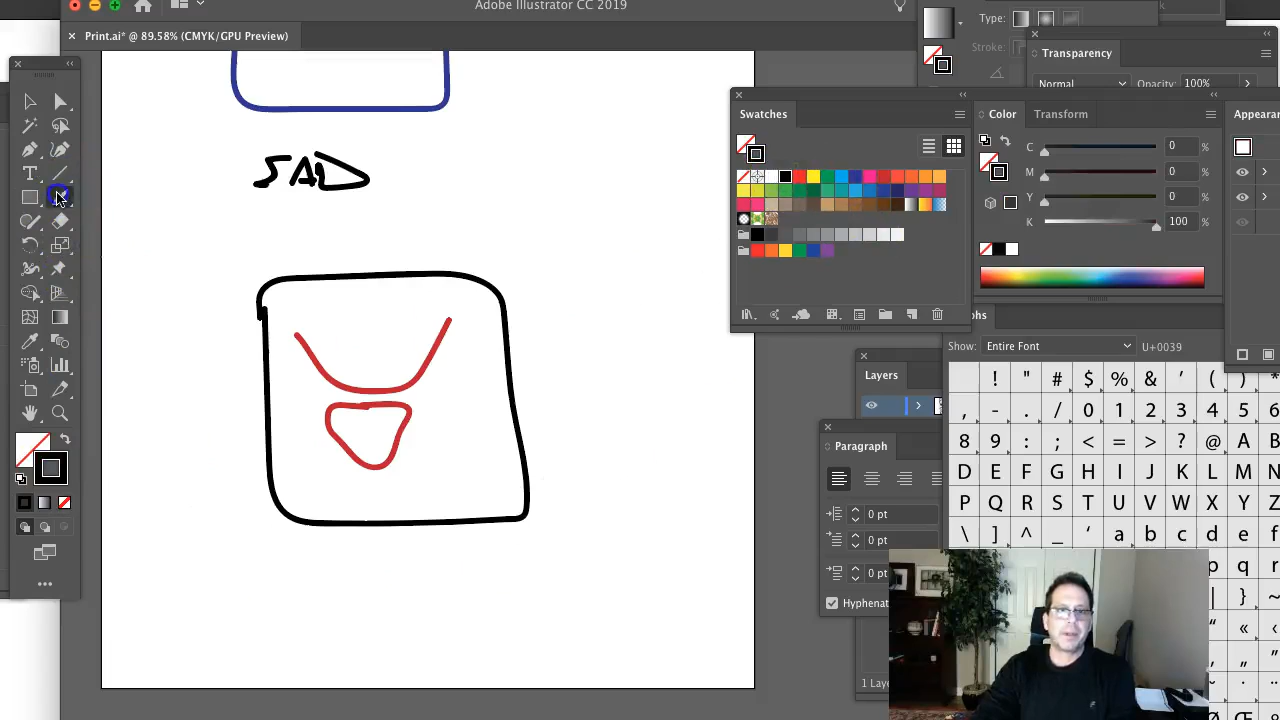 Adobe Illustrator CC 2019
Print.ai* @ 89.58% (CMYK/GPU Preview)
Type:
Stroke:
Transparency
Normal Opacity: 100%
Swatches
Color Transform Appearan
C 0
M 0
Y 0
K 100
SAD
Show: Entire Font U+0039
! " # $ % & ’ ( ) *
, - . / 0 1 2 3 4 5 6
8 9 : ; < = > ? @ A B
D E F G H I J K L M N
P Q R S T U V W X Y Z
\ ] ^ _ ‘ a b c d e f
p q r
Layers
Paragraph
0 pt
0 pt
0 pt
Hyphenat
1 Laye